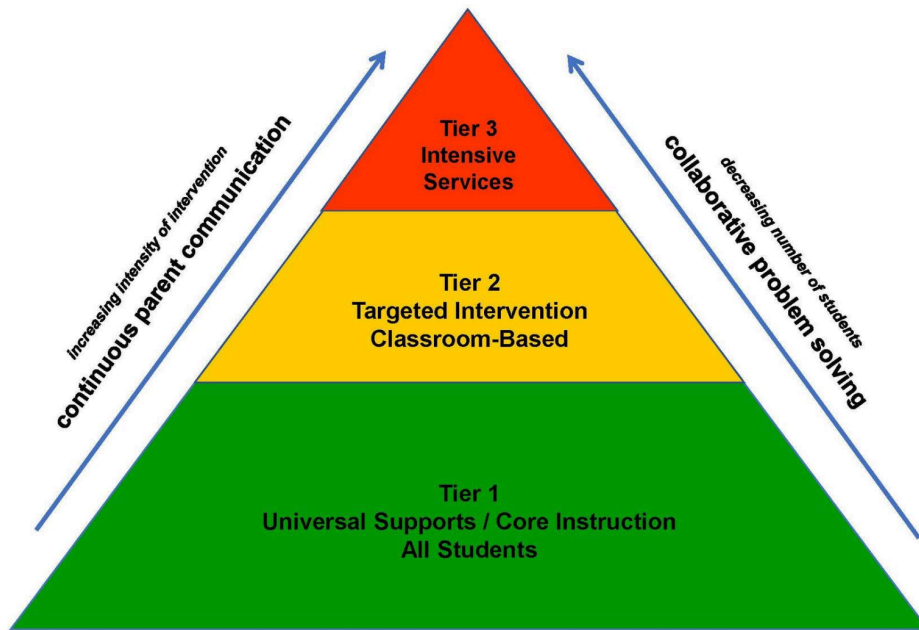 Tier 3
Intensive
Services
Tier 2
Targeted Intervention
Classroom-Based
Tier 1
Universal Supports / Core Instruction
All Students
increasing intensity of intervention
continuous parent communication
decreasing number of students
collaborative problem solving